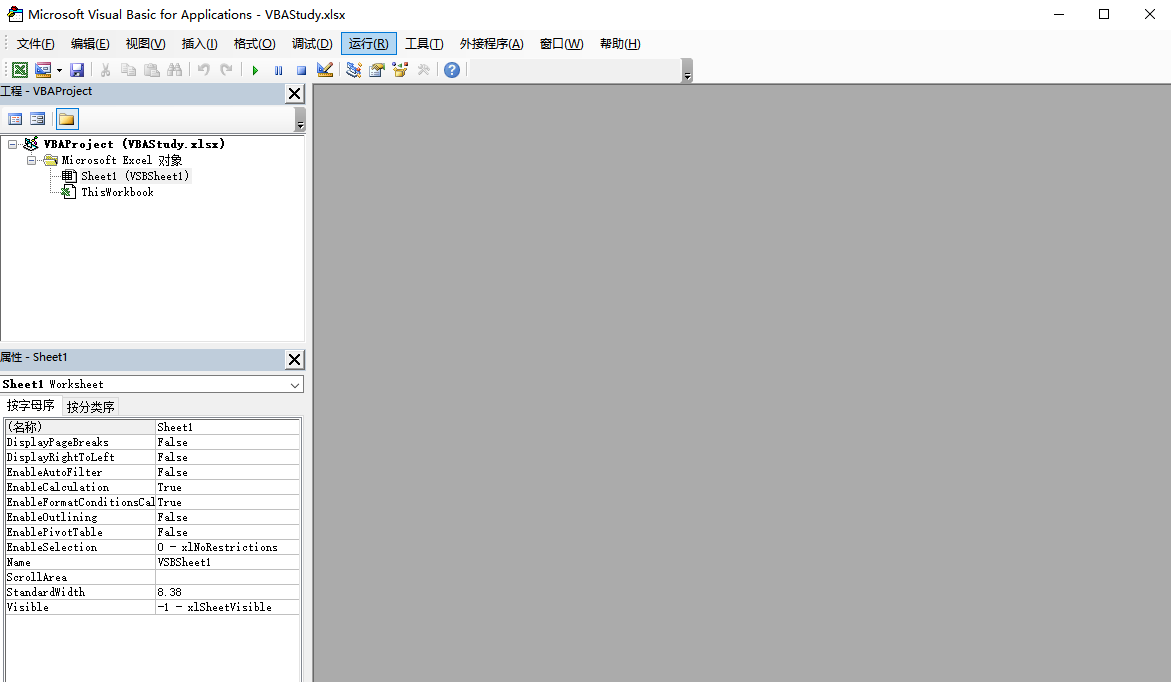 Microsoft Visual Basic for Applications - VBAStudy.xlsx
文件(F) 编辑(E) 视图(V) 插入(I) 格式(O) 调试(D) 运行(R) 工具(T) 外接程序(A) 窗口(W) 帮助(H)
工程 - VBAProject
VBAProject (VBAStudy.xlsx)
Microsoft Excel 对象
Sheet1 (VSBSheet1)
ThisWorkbook
属性 - Sheet1
Sheet1 Worksheet
按字母序 按分类序
(名称) Sheet1
DisplayPageBreaks False
DisplayRightToLeft False
EnableAutoFilter False
EnableCalculation True
EnableFormatConditionsCal True
EnableOutlining False
EnablePivotTable False
EnableSelection 0 - xlNoRestrictions
Name VSBSheet1
ScrollArea
StandardWidth 8.38
Visible -1 - xlSheetVisible